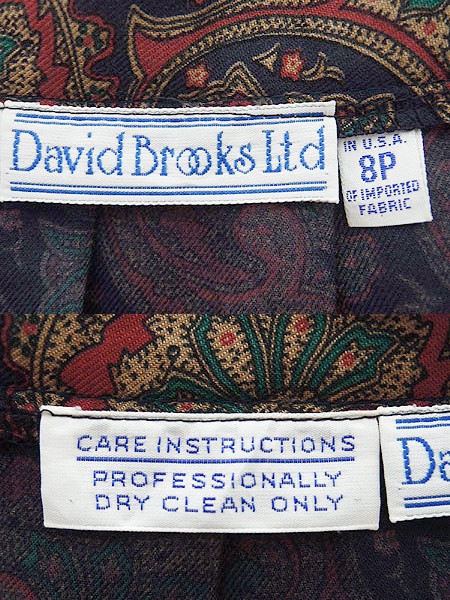 David Brooks Ltd
IN U.S.A.
8P
OF IMPORTED
FABRIC
CARE INSTRUCTIONS
PROFESSIONALLY
DRY CLEAN ONLY
Da